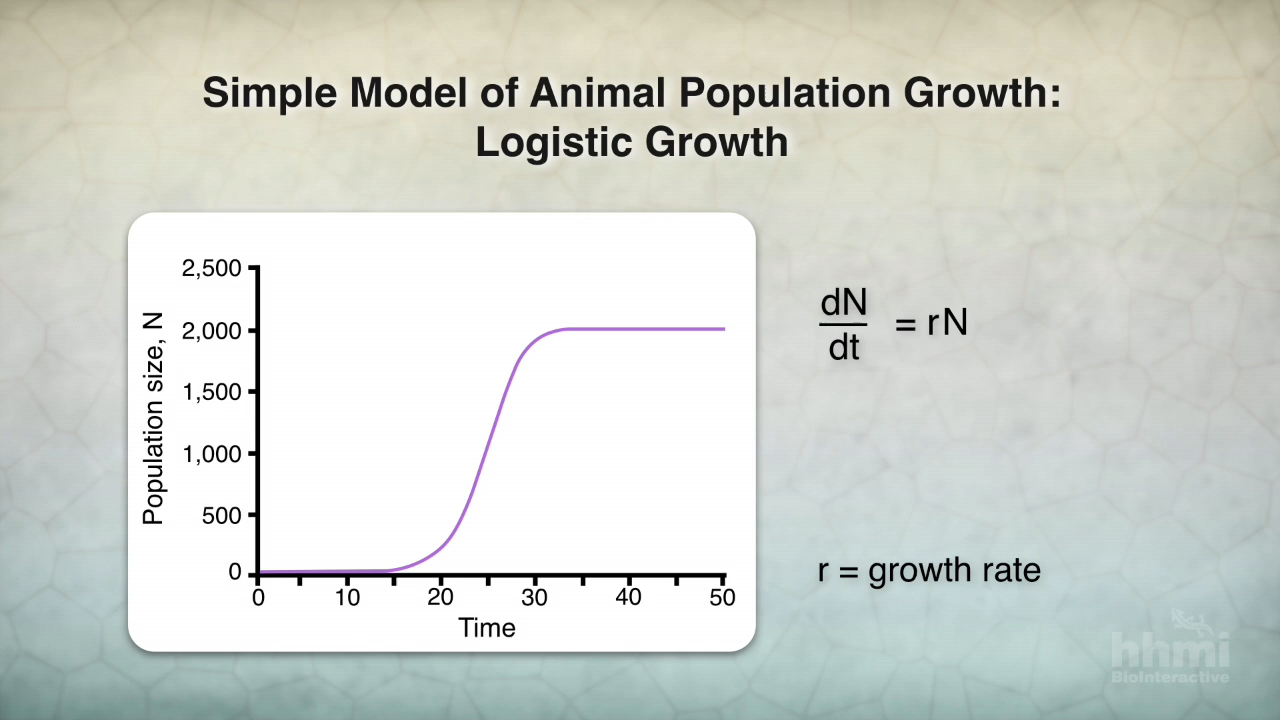 Simple Model of Animal Population Growth:
Logistic Growth
Population size, N
2,500
2,000
1,500
1,000
500
0
0 10 20 30 40 50
Time
dN
dt
= rN
r = growth rate
hhmi
BioInteractive